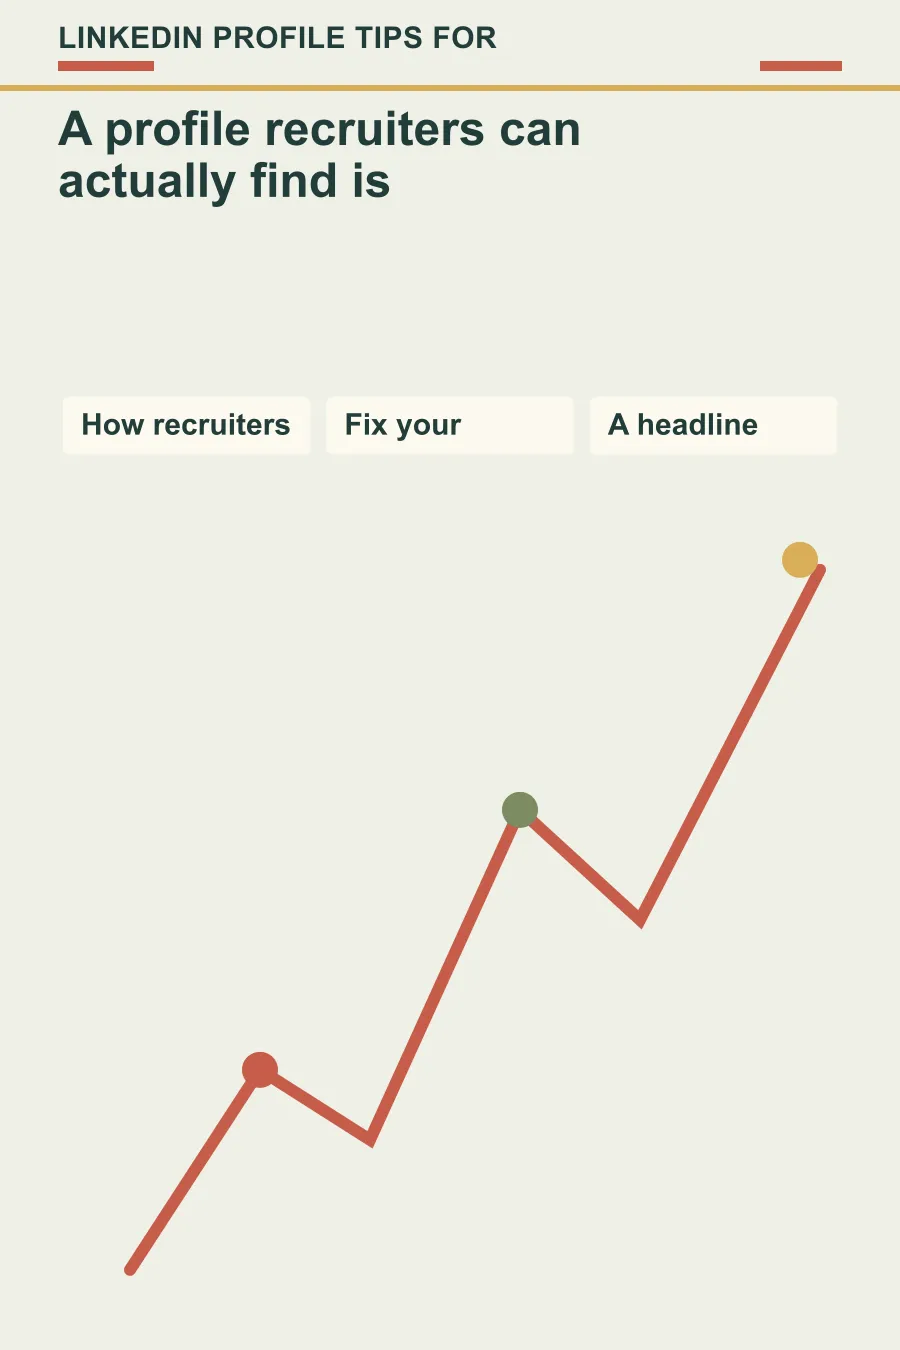 LINKEDIN PROFILE TIPS FOR
A profile recruiters can
actually find is
How recruiters
Fix your
A headline